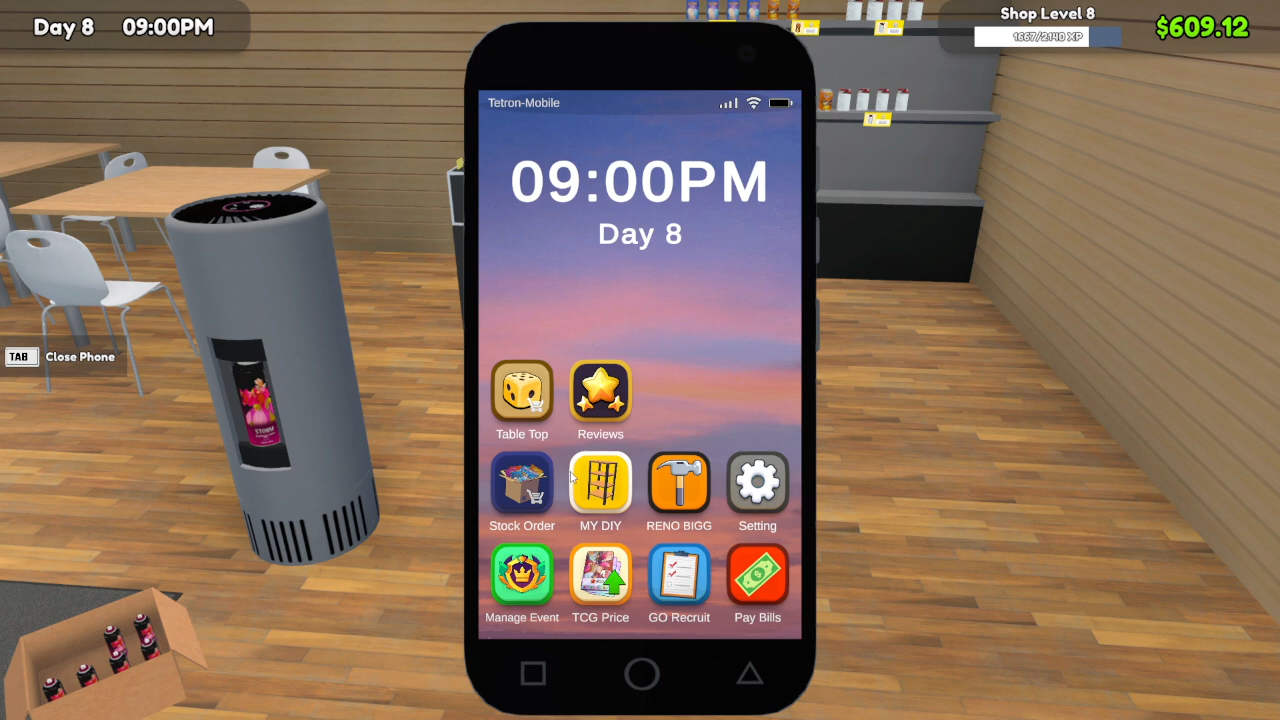 Day 8 09:00PM
Shop Level 8
1667/2140 XP
$609.12
Tetron-Mobile
09:00PM
Day 8
TAB Close Phone
Table Top Reviews
Stock Order MY DIY RENO BIGG Setting
Manage Event TCG Price GO Recruit Pay Bills
STORM